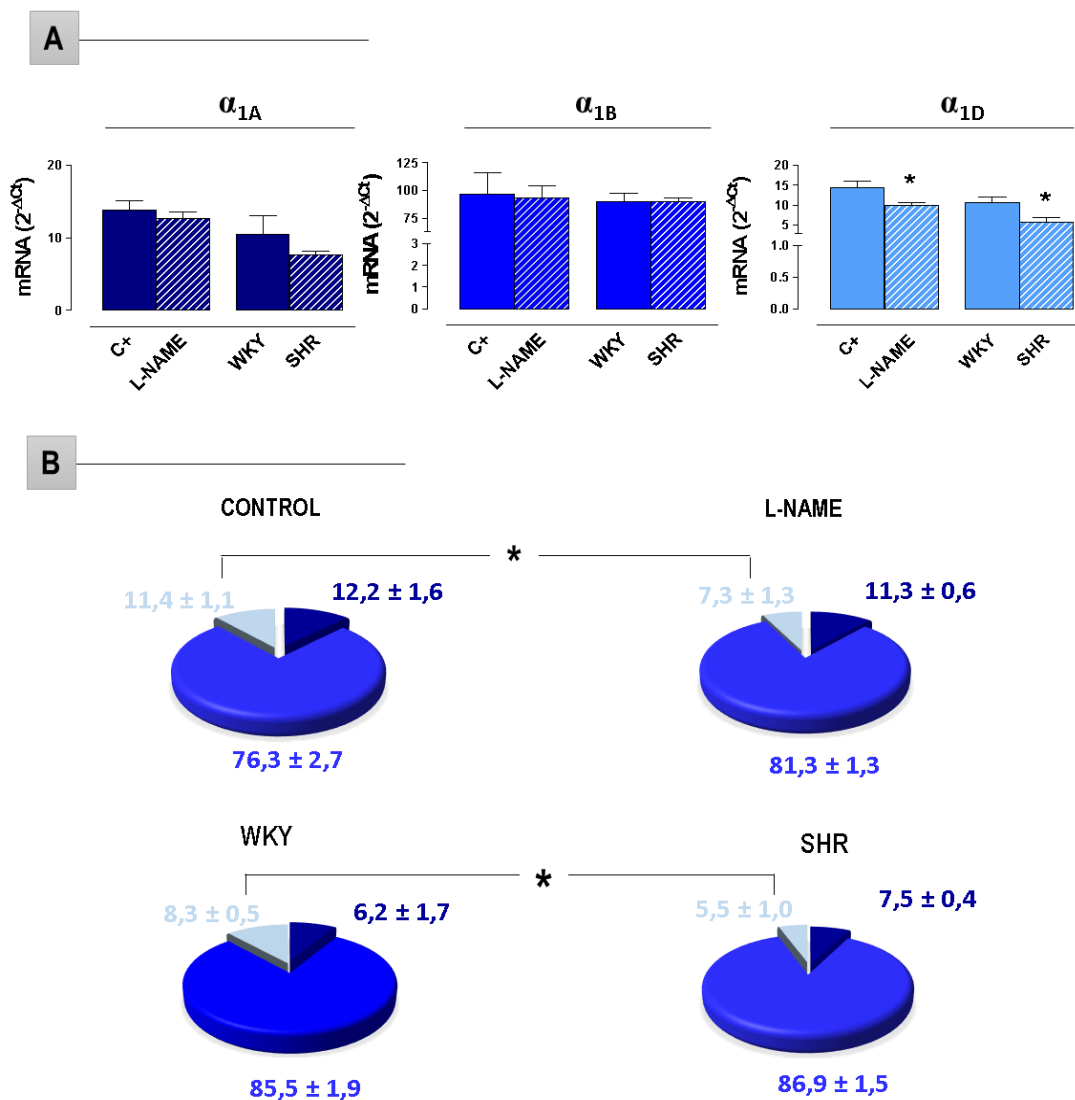 A
α1A
α1B
α1D
mRNA (2-ΔCt)
20
10
0
C+
L-NAME
WKY
SHR
mRNA (2-ΔCt)
125
100
75
3
2
1
0
C+
L-NAME
WKY
SHR
mRNA (2-ΔCt)
20
15
10
5
1.0
0.5
0.0
*
*
C+
L-NAME
WKY
SHR
B
CONTROL
L-NAME
*
11,4 ± 1,1
12,2 ± 1,6
7,3 ± 1,3
11,3 ± 0,6
76,3 ± 2,7
81,3 ± 1,3
WKY
SHR
*
8,3 ± 0,5
6,2 ± 1,7
5,5 ± 1,0
7,5 ± 0,4
85,5 ± 1,9
86,9 ± 1,5